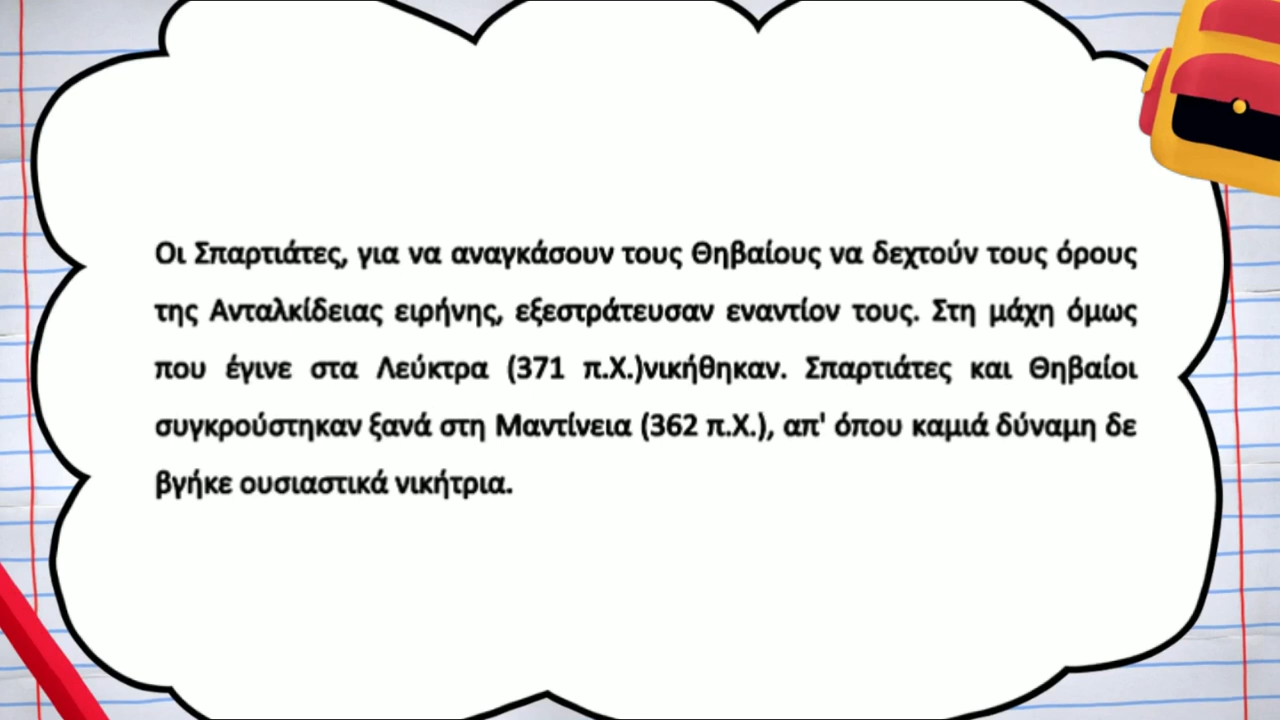 Οι Σπαρτιάτες, για να αναγκάσουν τους Θηβαίους να δεχτούν τους όρους
της Ανταλκίδειας ειρήνης, εξεστράτευσαν εναντίον τους. Στη μάχη όμως
που έγινε στα Λεύκτρα (371 π.Χ.)νικήθηκαν. Σπαρτιάτες και Θηβαίοι
συγκρούστηκαν ξανά στη Μαντίνεια (362 π.Χ.), απ' όπου καμιά δύναμη δε
βγήκε ουσιαστικά νικήτρια.